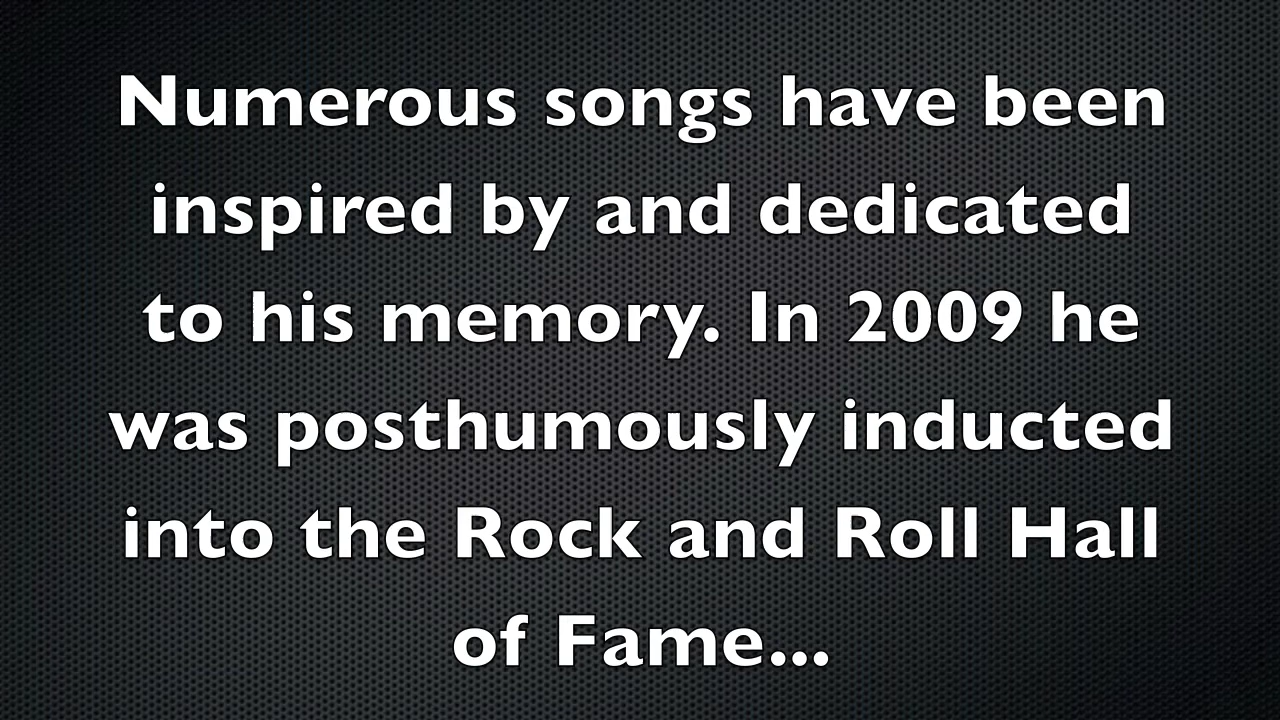 Numerous songs have been
inspired by and dedicated
to his memory. In 2009 he
was posthumously inducted
into the Rock and Roll Hall
of Fame...